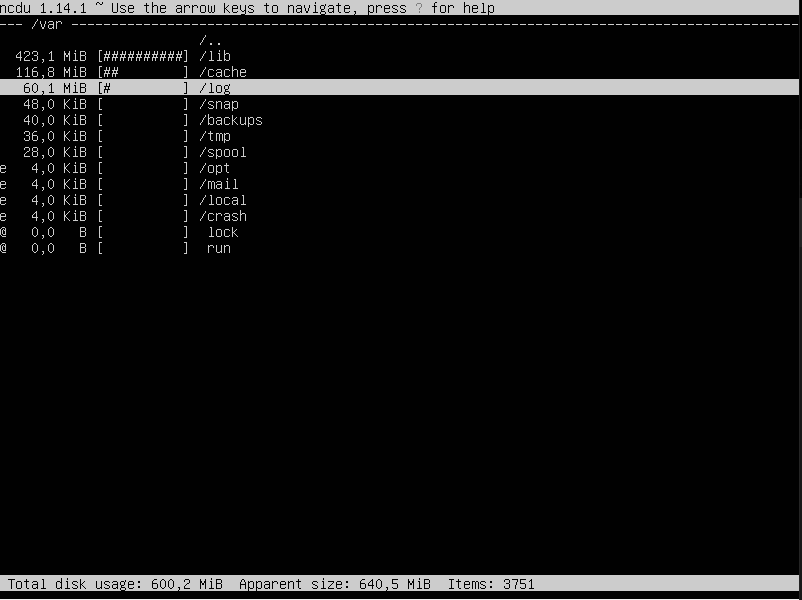 ncdu 1.14.1 ~ Use the arrow keys to navigate, press ? for help
--- /var ----------------------------------------------------------------------------------------
                         /..
  423,1 MiB [##########] /lib
  116,8 MiB [##        ] /cache
   60,1 MiB [#         ] /log
   48,0 KiB [          ] /snap
   40,0 KiB [          ] /backups
   36,0 KiB [          ] /tmp
   28,0 KiB [          ] /spool
e   4,0 KiB [          ] /opt
e   4,0 KiB [          ] /mail
e   4,0 KiB [          ] /local
e   4,0 KiB [          ] /crash
@   0,0   B [          ]  lock
@   0,0   B [          ]  run
Total disk usage: 600,2 MiB  Apparent size: 640,5 MiB  Items: 3751